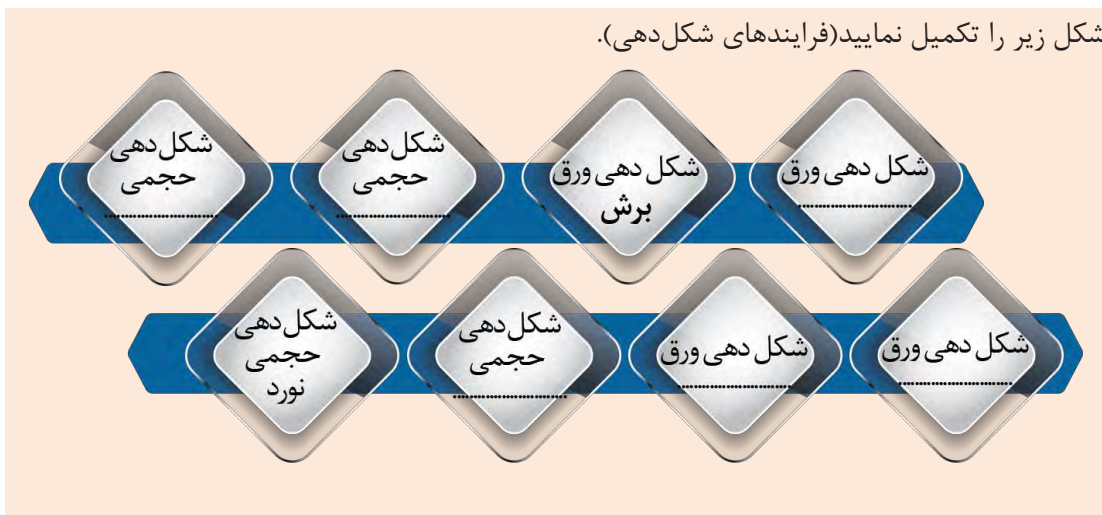 شکل زیر را تکمیل نمایید(فرایندهای شکل‌دهی).
شکل دهی ورق
........................
شکل دهی ورق
برش
شکل‌دهی
حجمی
........................
شکل‌دهی
حجمی
........................
شکل دهی ورق
........................
شکل دهی ورق
........................
شکل‌دهی
حجمی
........................
شکل‌دهی
حجمی
نورد